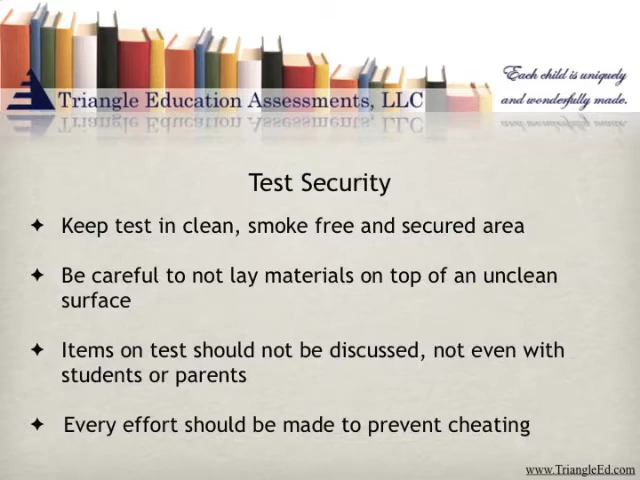 Each child is uniquely
and wonderfully made.
Triangle Education Assessments, LLC
Test Security
✦ Keep test in clean, smoke free and secured area
✦ Be careful to not lay materials on top of an unclean
surface
✦ Items on test should not be discussed, not even with
students or parents
✦ Every effort should be made to prevent cheating
www.TriangleEd.com